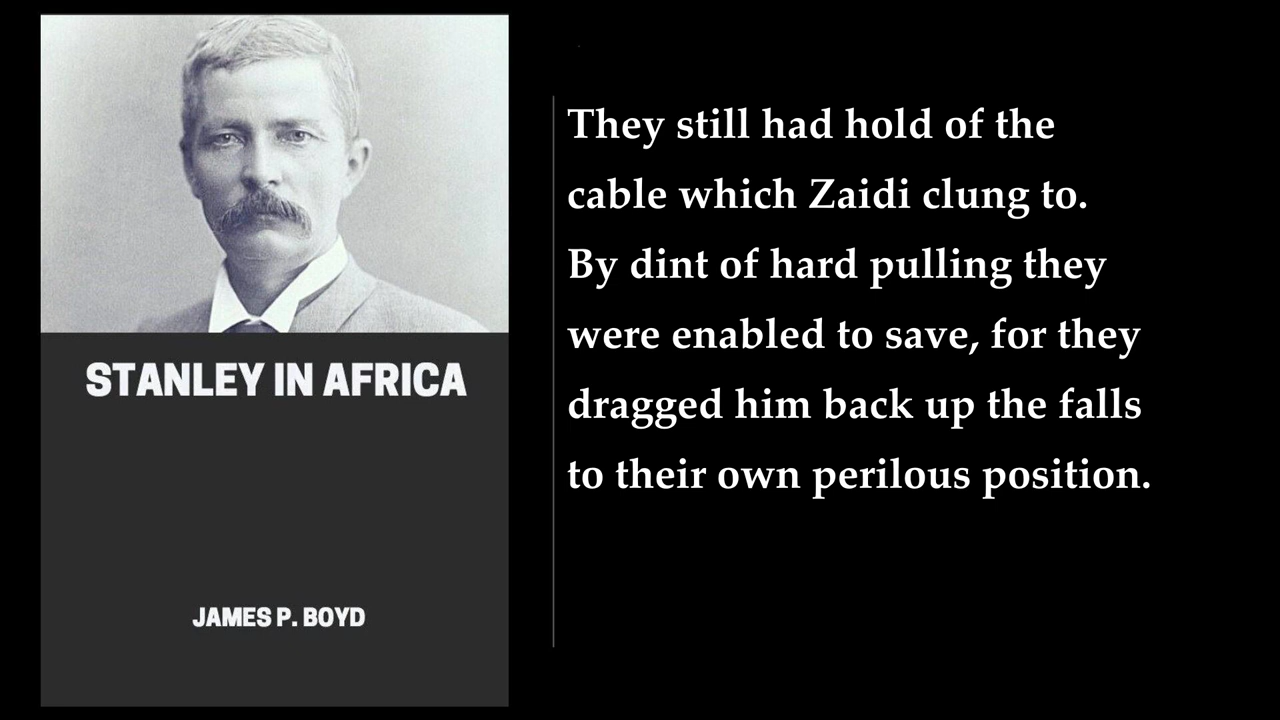 STANLEY IN AFRICA
JAMES P. BOYD
They still had hold of the
cable which Zaidi clung to.
By dint of hard pulling they
were enabled to save, for they
dragged him back up the falls
to their own perilous position.